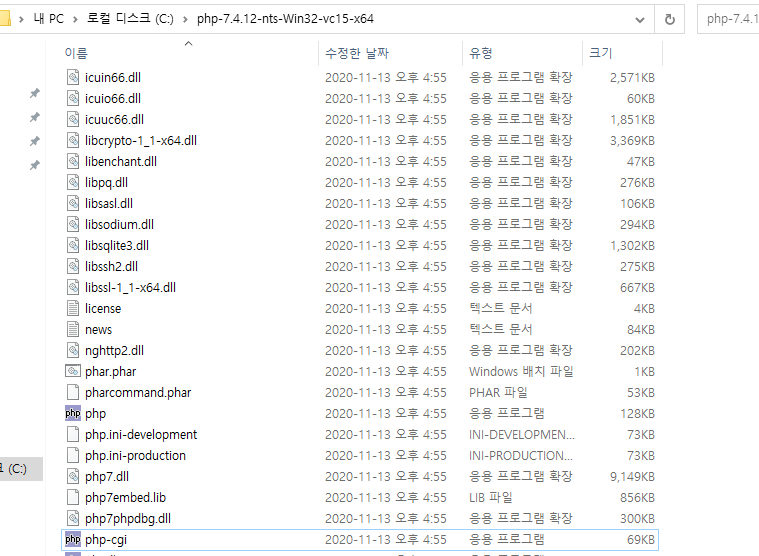 내 PC > 로컬 디스크 (C:) > php-7.4.12-nts-Win32-vc15-x64 php-7.4.1
이름 수정한 날짜 유형 크기
icuin66.dll 2020-11-13 오후 4:55 응용 프로그램 확장 2,571KB
icuio66.dll 2020-11-13 오후 4:55 응용 프로그램 확장 60KB
icuuc66.dll 2020-11-13 오후 4:55 응용 프로그램 확장 1,851KB
libcrypto-1_1-x64.dll 2020-11-13 오후 4:55 응용 프로그램 확장 3,369KB
libenchant.dll 2020-11-13 오후 4:55 응용 프로그램 확장 47KB
libpq.dll 2020-11-13 오후 4:55 응용 프로그램 확장 276KB
libsasl.dll 2020-11-13 오후 4:55 응용 프로그램 확장 106KB
libsodium.dll 2020-11-13 오후 4:55 응용 프로그램 확장 294KB
libsqlite3.dll 2020-11-13 오후 4:55 응용 프로그램 확장 1,302KB
libssh2.dll 2020-11-13 오후 4:55 응용 프로그램 확장 275KB
libssl-1_1-x64.dll 2020-11-13 오후 4:55 응용 프로그램 확장 667KB
license 2020-11-13 오후 4:55 텍스트 문서 4KB
news 2020-11-13 오후 4:55 텍스트 문서 84KB
nghttp2.dll 2020-11-13 오후 4:55 응용 프로그램 확장 202KB
phar.phar 2020-11-13 오후 4:55 Windows 배치 파일 1KB
pharcommand.phar 2020-11-13 오후 4:55 PHAR 파일 53KB
php php 2020-11-13 오후 4:55 응용 프로그램 128KB
php.ini-development 2020-11-13 오후 4:55 INI-DEVELOPMEN... 73KB
php.ini-production 2020-11-13 오후 4:55 INI-PRODUCTION... 73KB
(C:) php7.dll 2020-11-13 오후 4:55 응용 프로그램 확장 9,149KB
php7embed.lib 2020-11-13 오후 4:55 LIB 파일 856KB
php7phpdbg.dll 2020-11-13 오후 4:55 응용 프로그램 확장 300KB
php php-cgi 2020-11-13 오후 4:55 응용 프로그램 69KB